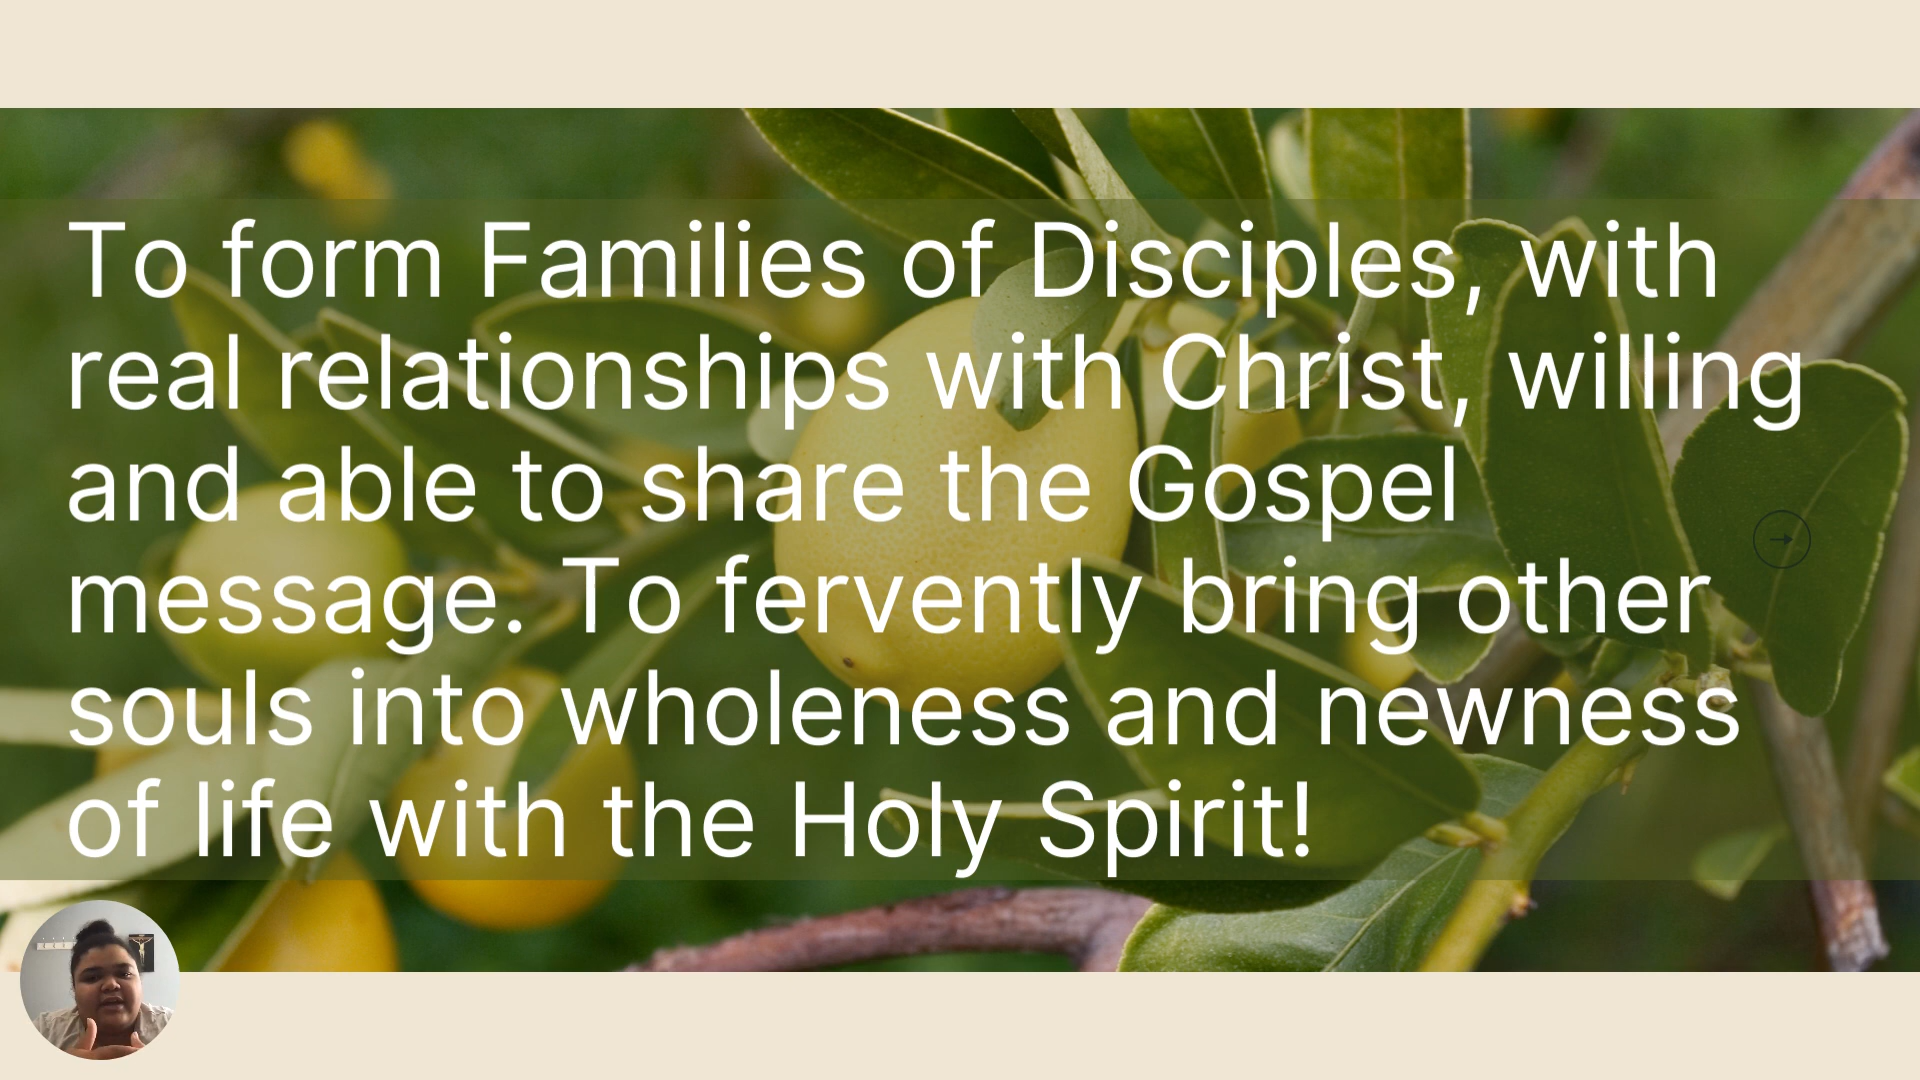 To form Families of Disciples, with
real relationships with Christ, willing
and able to share the Gospel
message. To fervently bring other
souls into wholeness and newness
of life with the Holy Spirit!